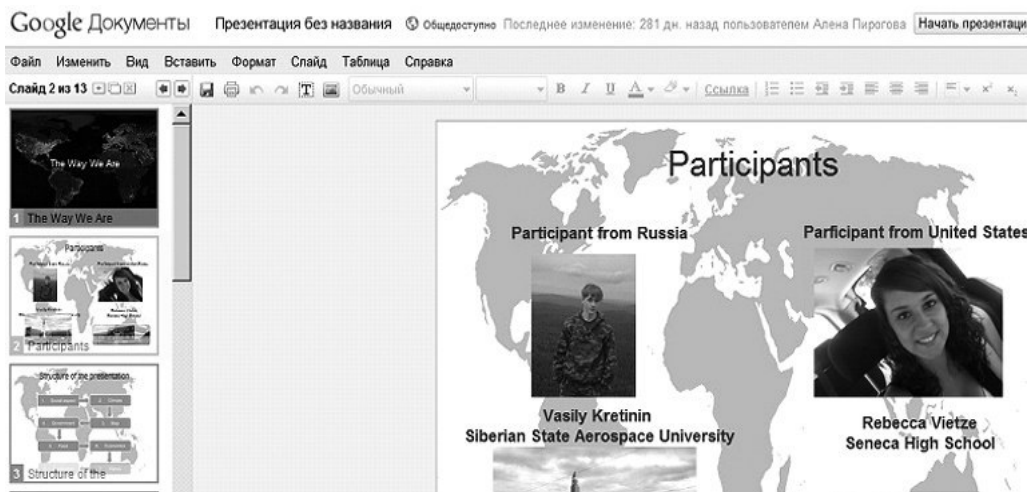 Google Документы Презентация без названия Общедоступно Последнее изменение: 281 дн. назад пользователем Алена Пирогова Начать презентаци
Файл Изменить Вид Вставить Формат Слайд Таблица Справка
Слайд 2 из 13 Обычный B I U A Ссылка
The Way We Are
1 The Way We Are
Participants
2 Participants
Structure of the presentation
3 Structure of the
Participants
Participant from Russia
Participant from United States
Vasily Kretinin
Siberian State Aerospace University
Rebecca Vietze
Seneca High School